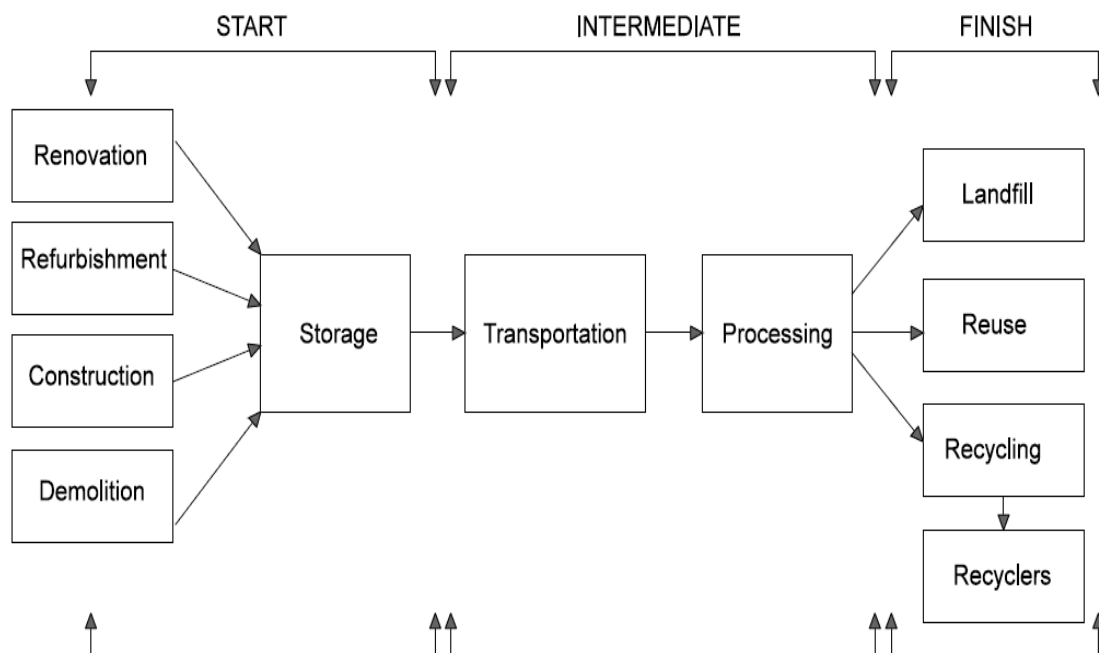 START
INTERMEDIATE
FINISH
Renovation
Refurbishment
Construction
Demolition
Storage
Transportation
Processing
Landfill
Reuse
Recycling
Recyclers